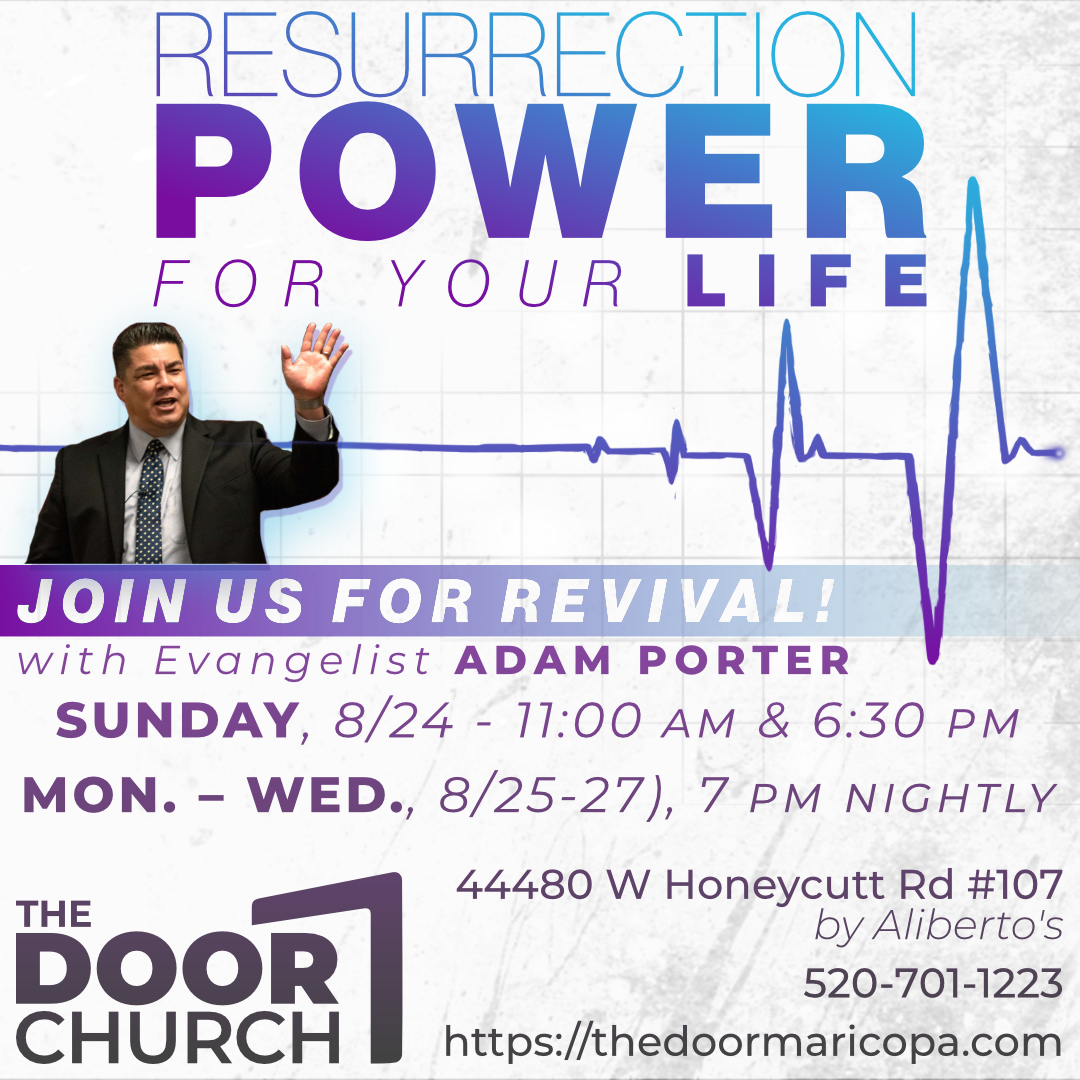 RESURRECTION
POWER
FOR YOUR LIFE
JOIN US FOR REVIVAL!
with Evangelist ADAM PORTER
SUNDAY, 8/24 - 11:00 AM & 6:30 PM
MON. – WED., 8/25-27), 7 PM NIGHTLY
THE
DOOR
CHURCH
44480 W Honeycutt Rd #107
by Aliberto's
520-701-1223
https://thedoormaricopa.com